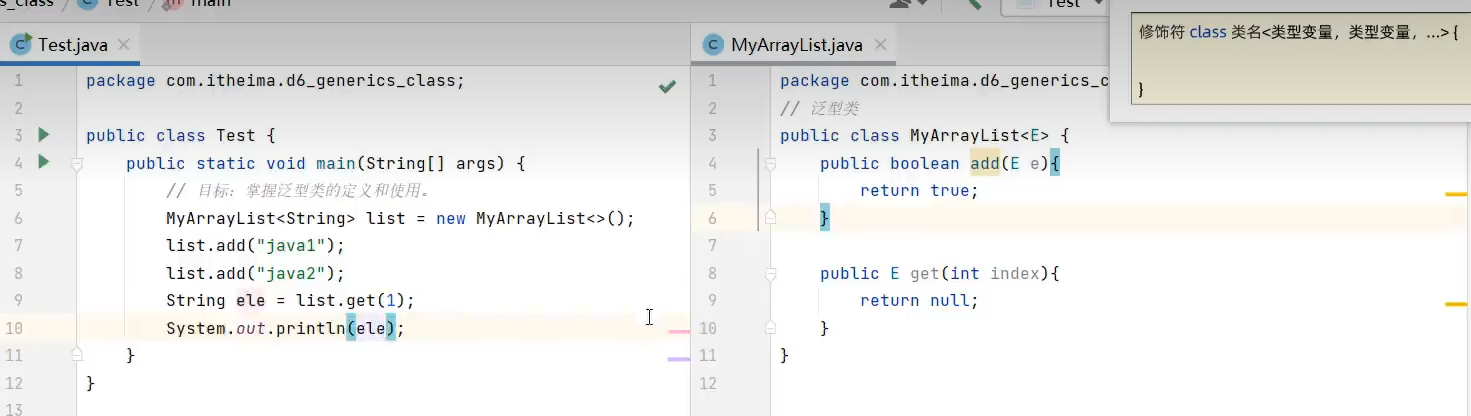 s_class / Test / main
Test
Test.java ×
1 package com.itheima.d6_generics_class;
2
3 public class Test {
4 public static void main(String[] args) {
5 // 目标：掌握泛型类的定义和使用。
6 MyArrayList<String> list = new MyArrayList<>();
7 list.add("java1");
8 list.add("java2");
9 String ele = list.get(1);
10 System.out.println(ele);
11 }
12 }
13
MyArrayList.java ×
1 package com.itheima.d6_generics_c
2 // 泛型类
3 public class MyArrayList<E> {
4 public boolean add(E e){
5 return true;
6 }
7
8 public E get(int index){
9 return null;
10 }
11 }
12
修饰符 class 类名<类型变量，类型变量，…> {
}